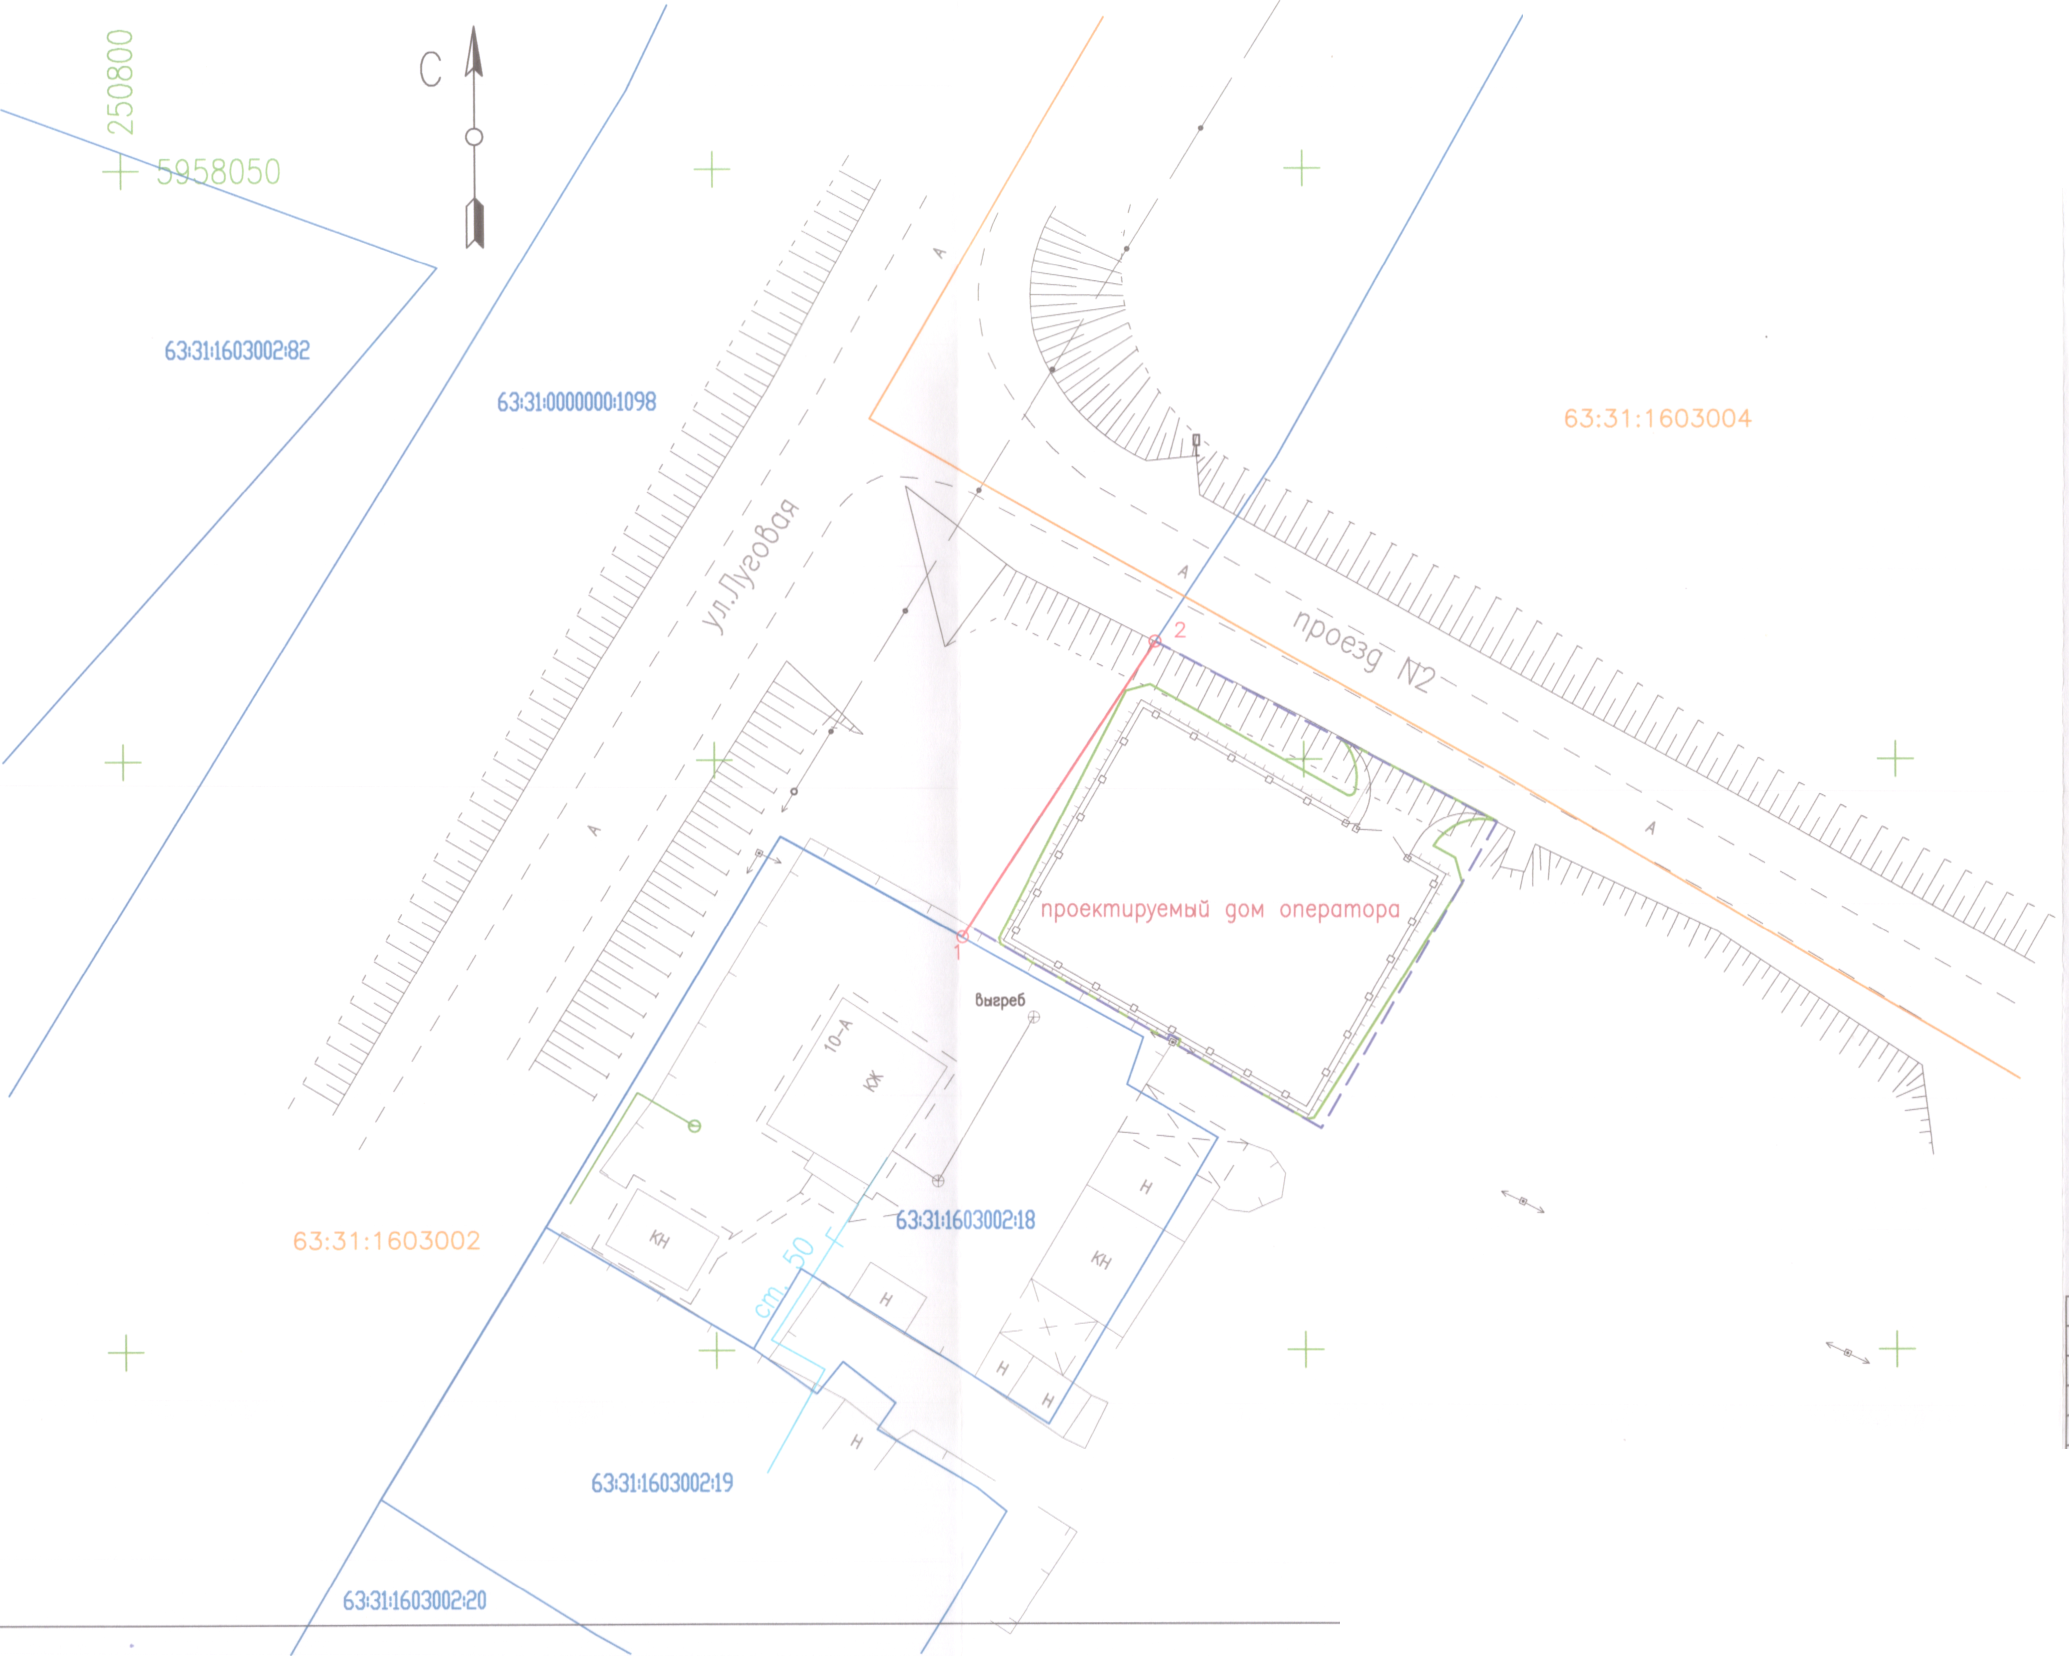 250800
С
5958050
А
63:31:1603002:82
63:31:0000000:1098
63:31:1603004
ул.Луговая
А
2
проезд N2
А
А
проектируемый дом оператора
1
выгреб
10-А
КЖ
Н
63:31:1603002:18
63:31:1603002
КН
КН
ст. 50
Н
Н
Н
Н
63:31:1603002:19
63:31:1603002:20